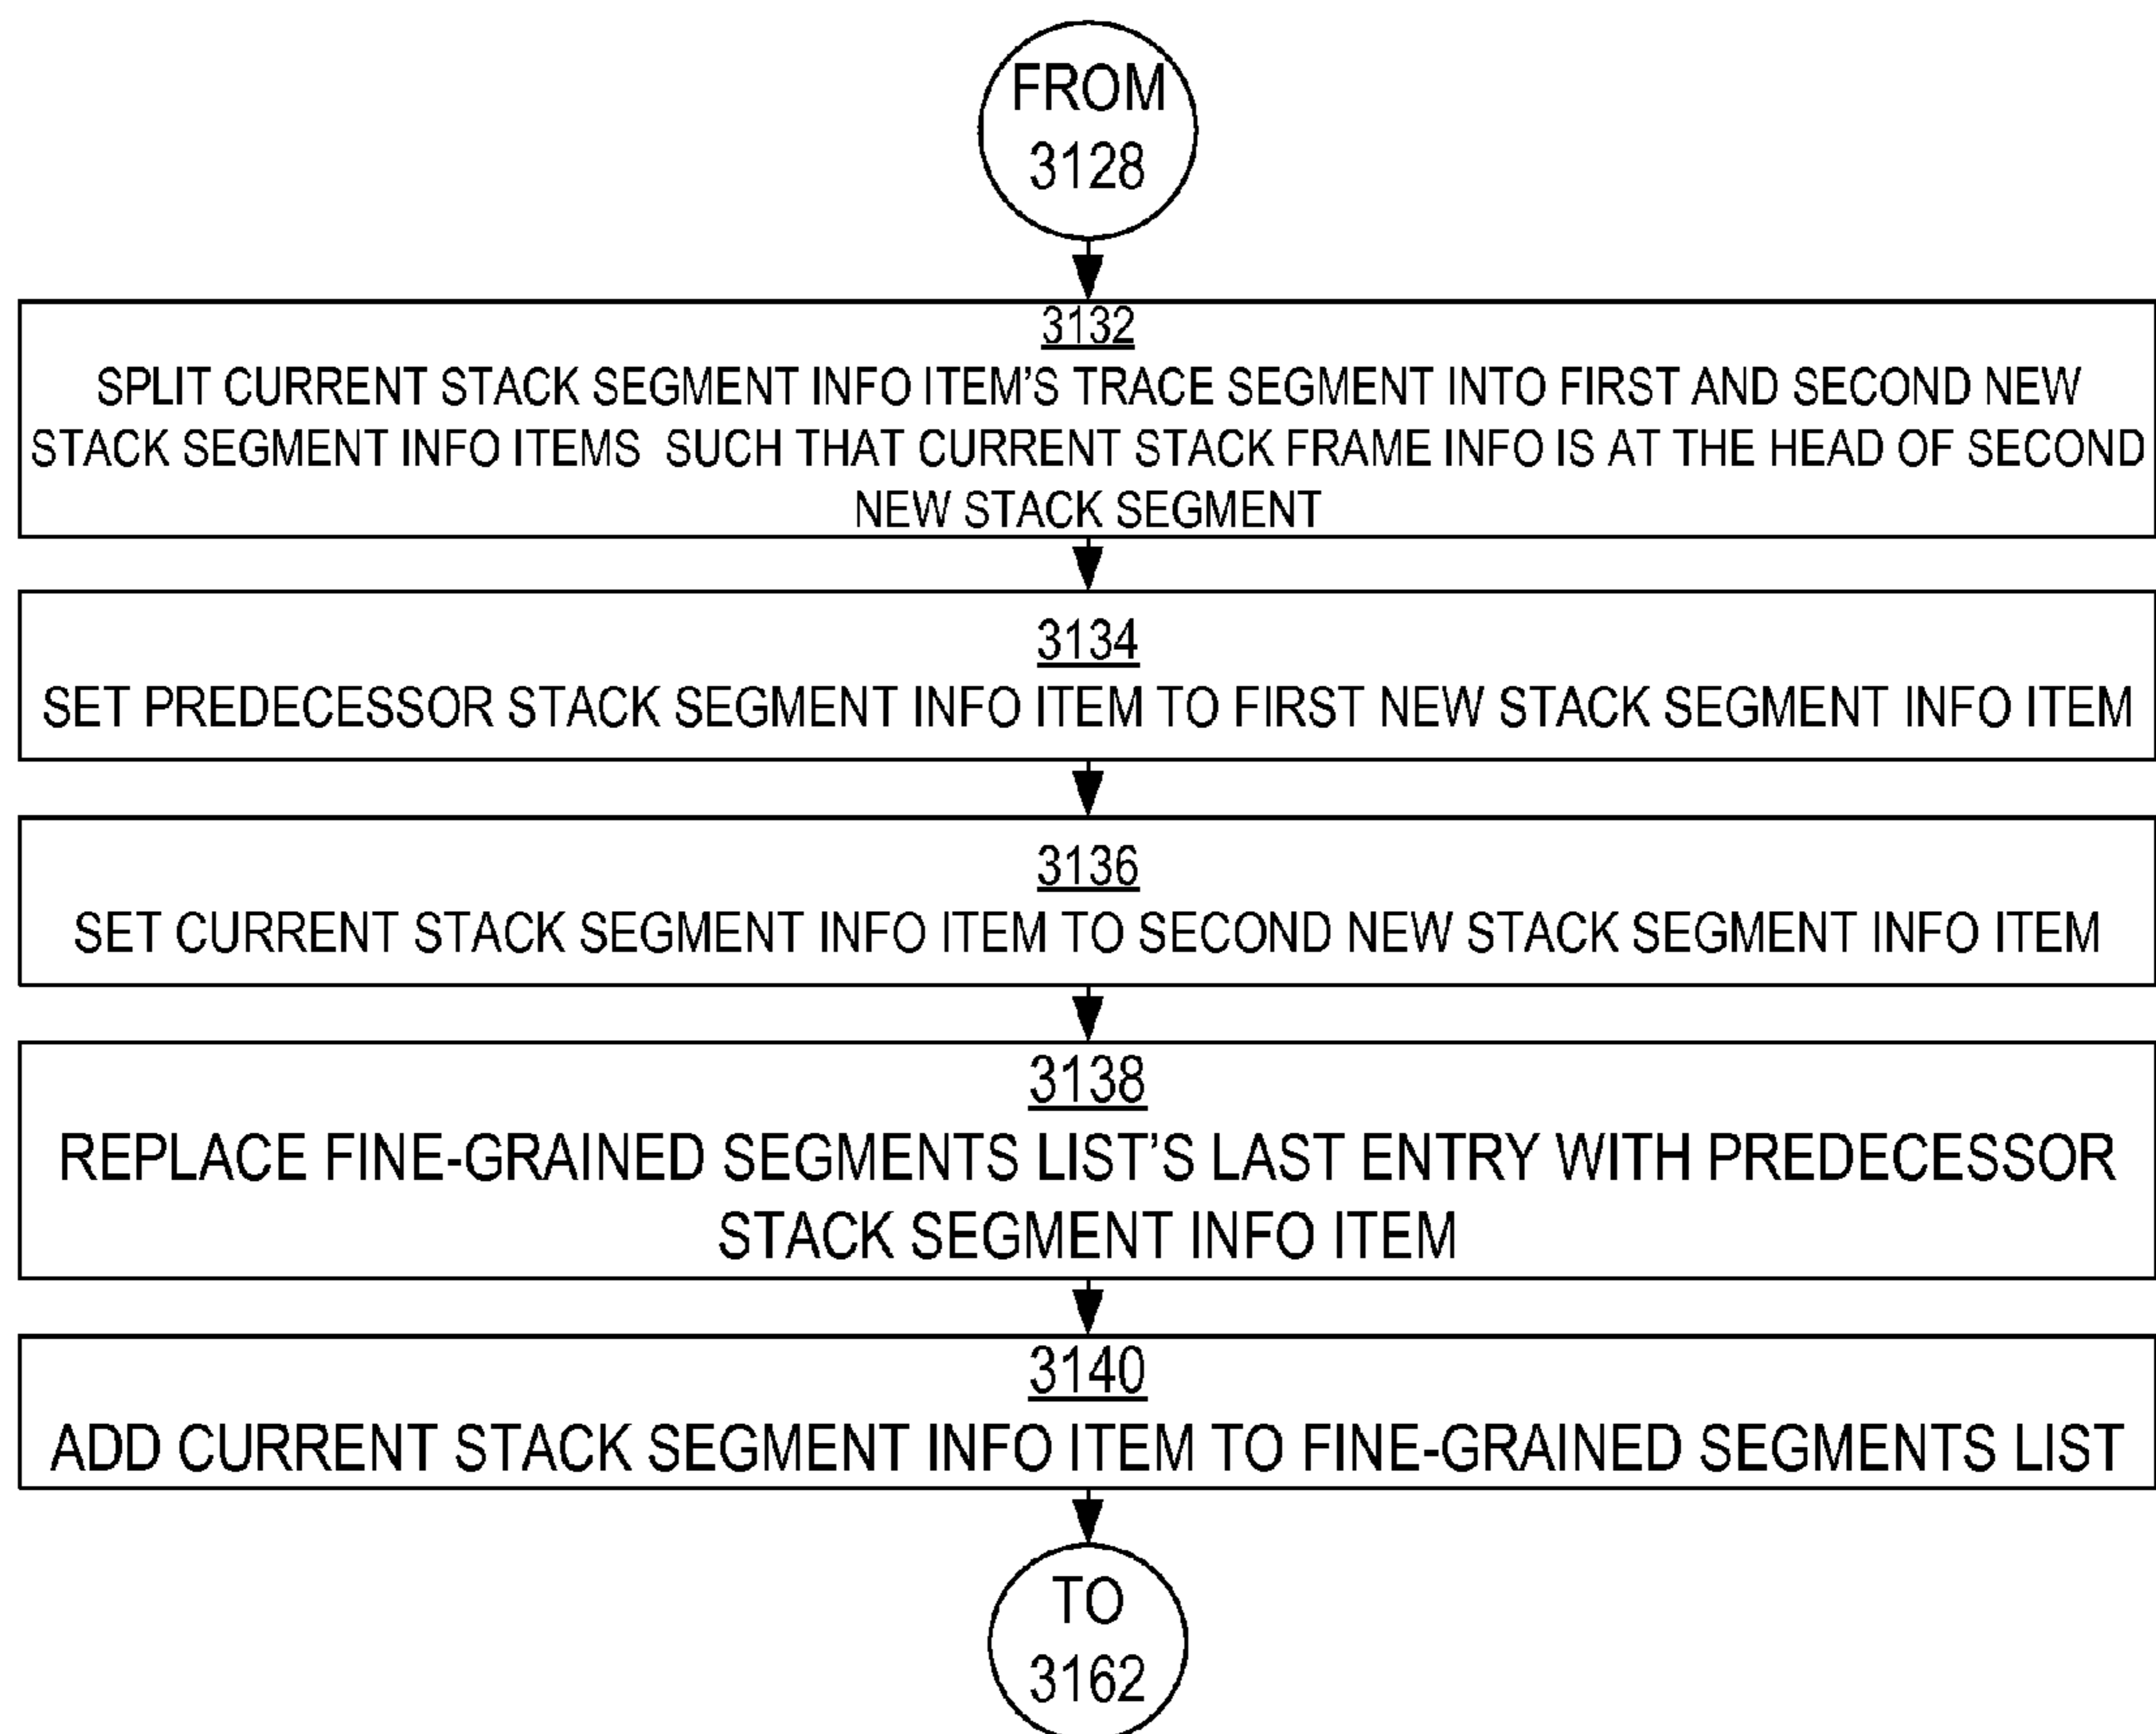 FROM
3128
3132
SPLIT CURRENT STACK SEGMENT INFO ITEM'S TRACE SEGMENT INTO FIRST AND SECOND NEW
STACK SEGMENT INFO ITEMS  SUCH THAT CURRENT STACK FRAME INFO IS AT THE HEAD OF SECOND
NEW STACK SEGMENT
3134
SET PREDECESSOR STACK SEGMENT INFO ITEM TO FIRST NEW STACK SEGMENT INFO ITEM
3136
SET CURRENT STACK SEGMENT INFO ITEM TO SECOND NEW STACK SEGMENT INFO ITEM
3138
REPLACE FINE-GRAINED SEGMENTS LIST'S LAST ENTRY WITH PREDECESSOR
STACK SEGMENT INFO ITEM
3140
ADD CURRENT STACK SEGMENT INFO ITEM TO FINE-GRAINED SEGMENTS LIST
TO
3162